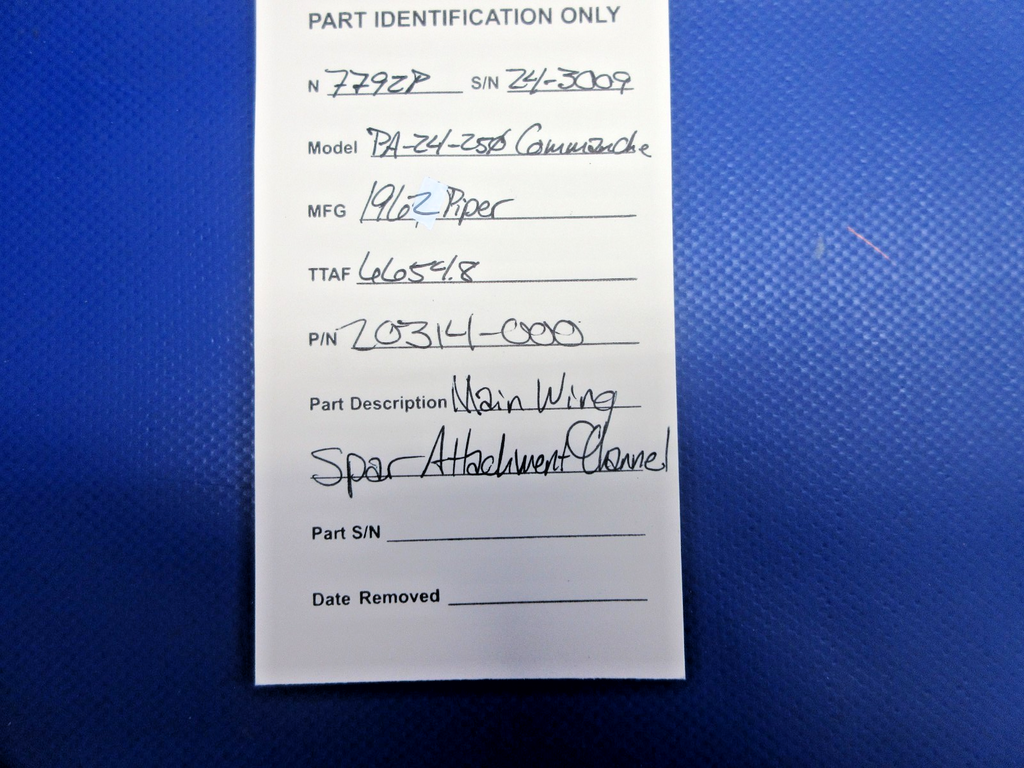 PART IDENTIFICATION ONLY
N 7792P S/N 24-3009
Model PA-24-250 Commanche
MFG 1962 Piper
TTAF 6654.8
P/N 20314-000
Part Description Main Wing
Spar Attachment Channel
Part S/N
Date Removed